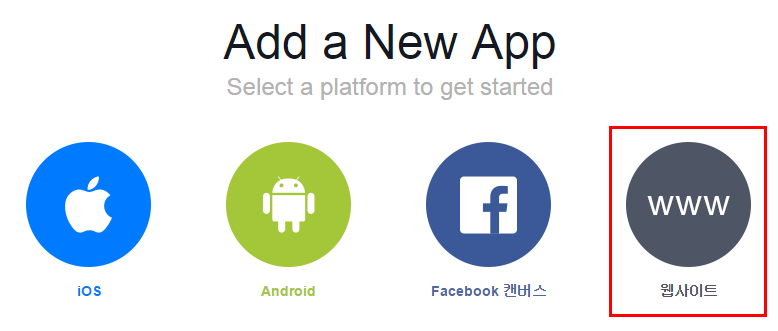 Add a New App
Select a platform to get started
www
iOS
Android
Facebook 캔버스
웹사이트